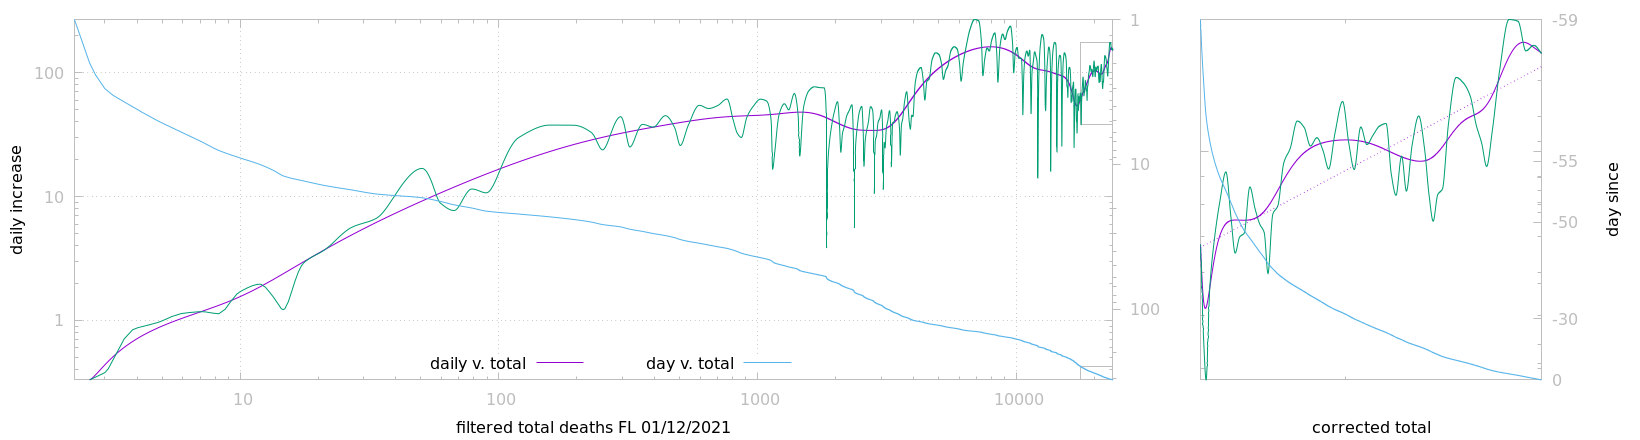 daily increase
100
10
1
daily v. total
day v. total
10
100
1000
10000
filtered total deaths FL 01/12/2021
1
10
100
-59
-55
-50
-30
0
day since
corrected total